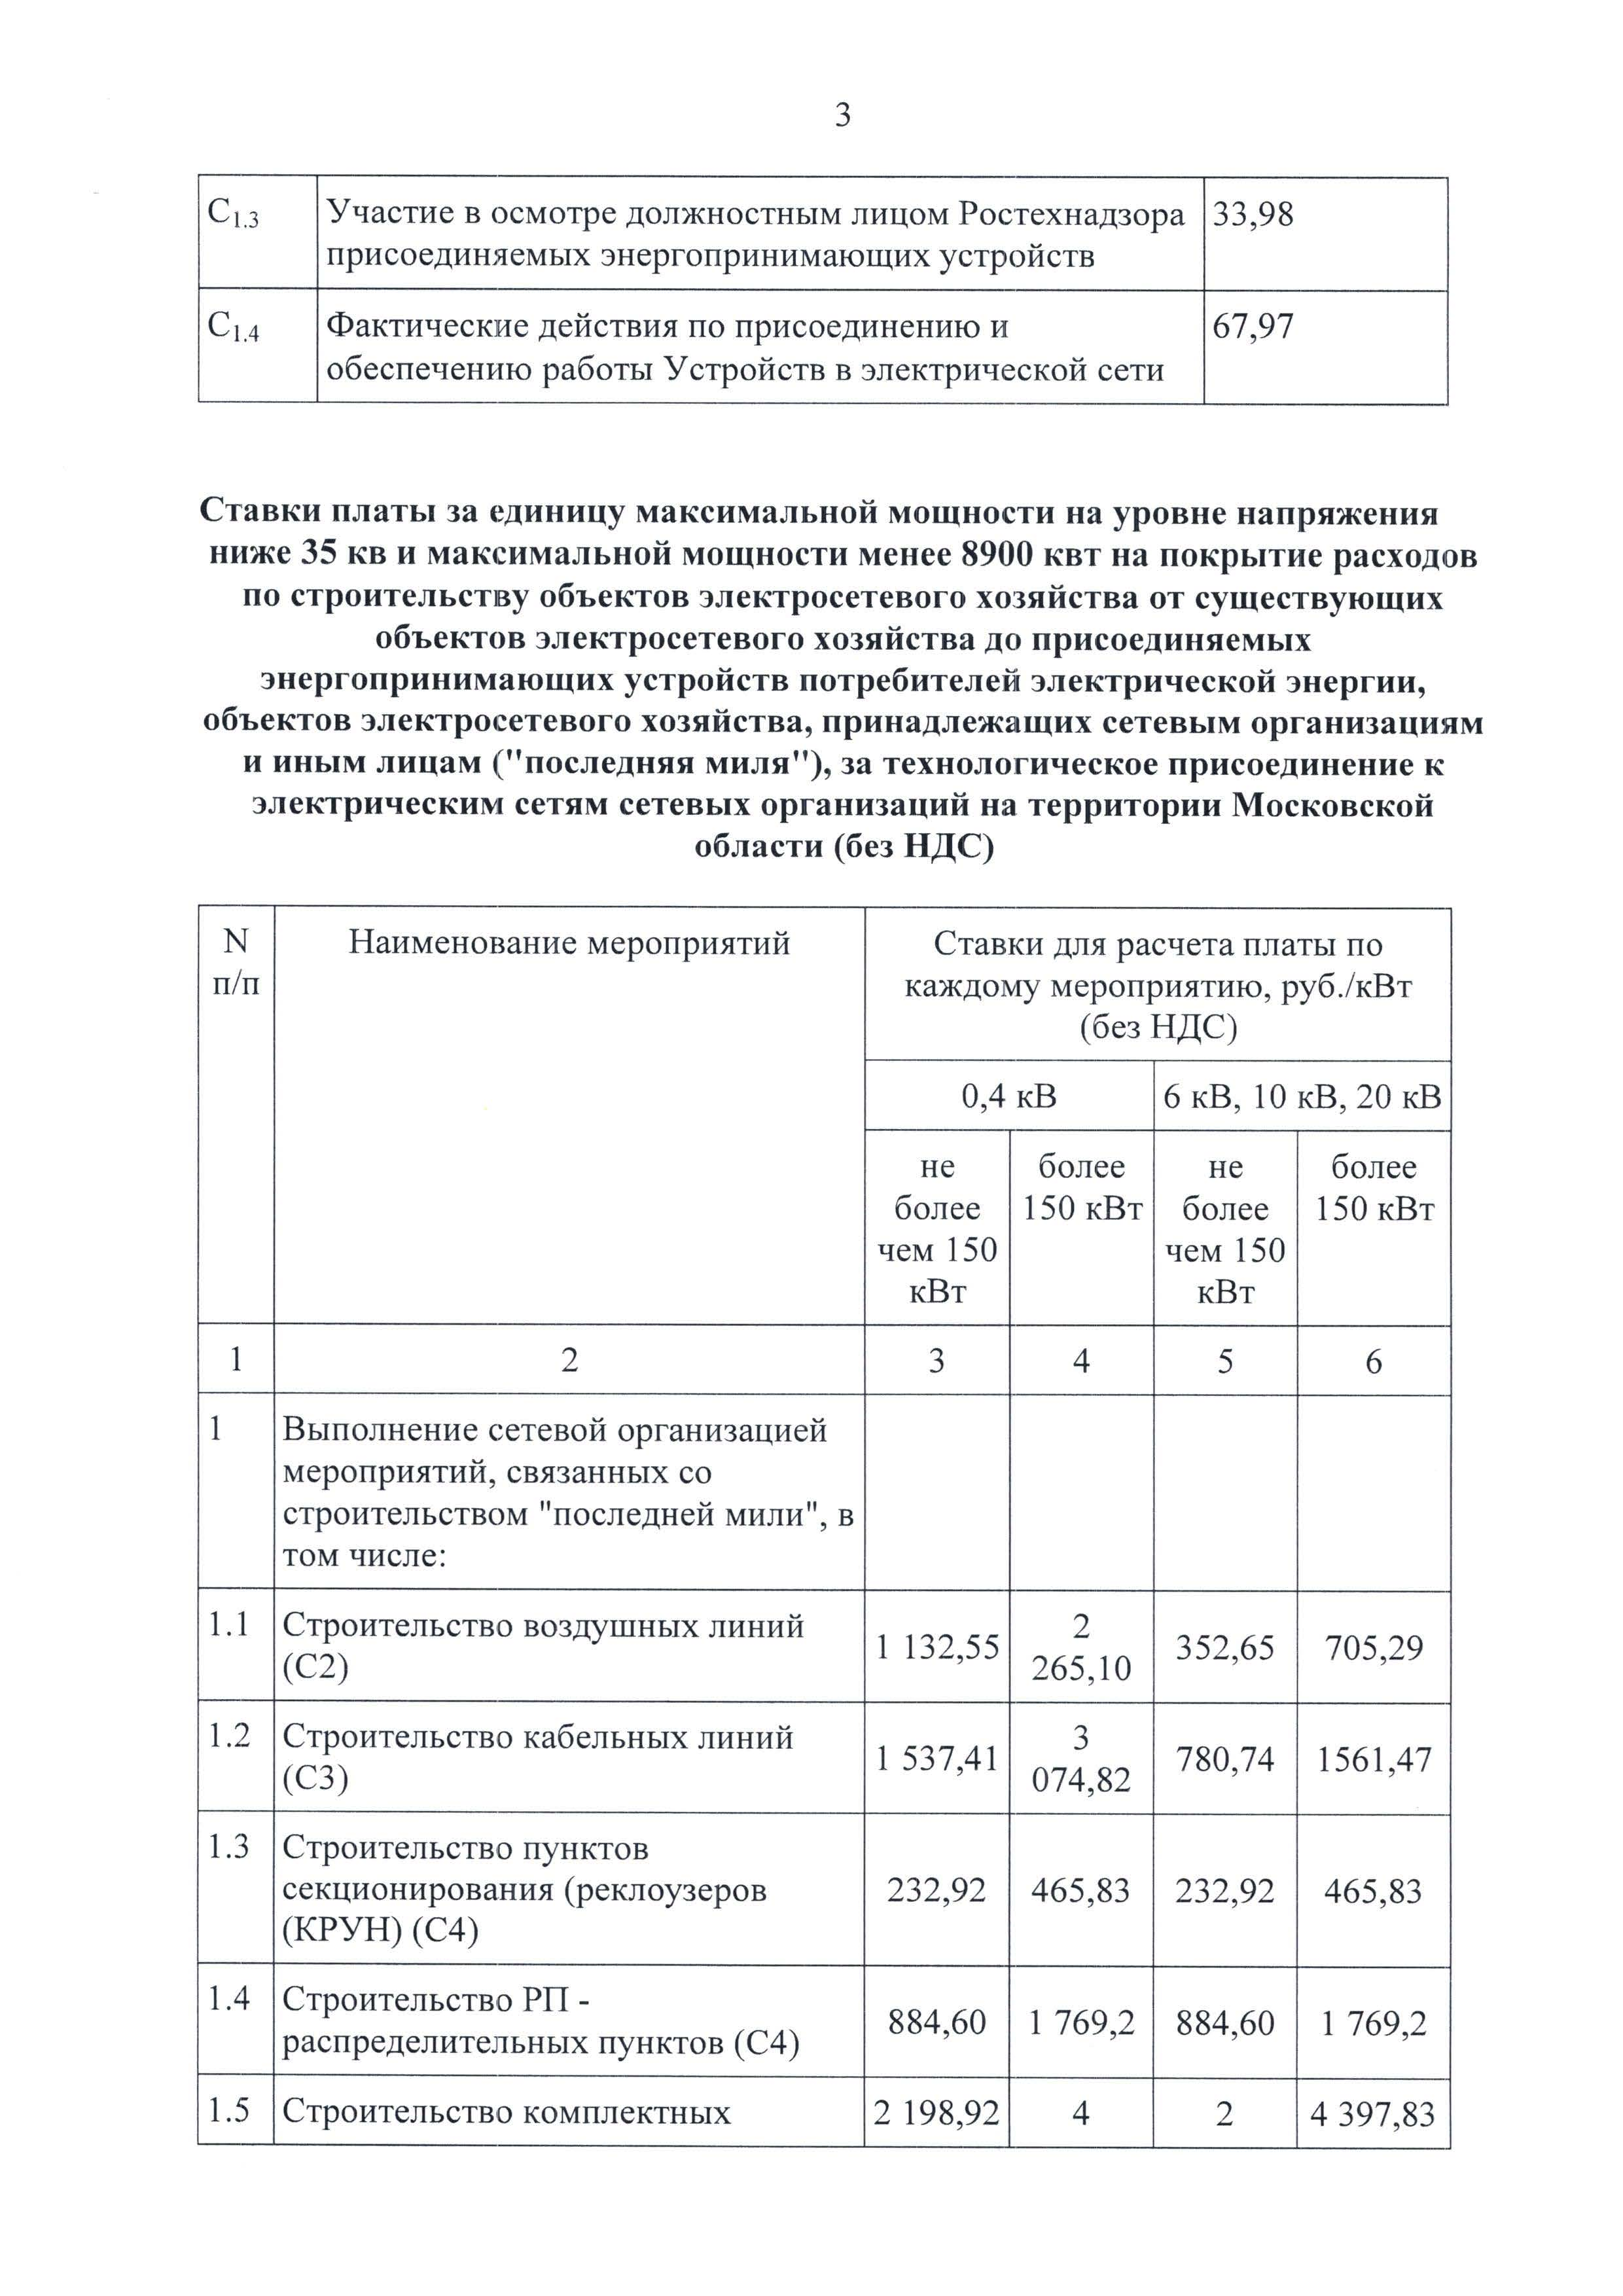 3
С1.3
Участие в осмотре должностным лицом Ростехнадзора
33,98
присоединяемых энергопринимающих устройств
С1.4
Фактические действия по присоединению и
67,97
обеспечению работы Устройств в электрической сети
Ставки платы за единицу максимальной мощности на уровне напряжения
ниже 35 кв и максимальной мощности менее 8900 квт на покрытие расходов
по строительству объектов электросетевого хозяйства от существующих
объектов электросетевого хозяйства до присоединяемых
энергопринимающих устройств потребителей электрической энергии,
объектов электросетевого хозяйства, принадлежащих сетевым организациям
и иным лицам ("последняя миля"), за технологическое присоединение к
электрическим сетям сетевых организаций на территории Московской
области (без НДС)
N
п/п
Наименование мероприятий
Ставки для расчета платы по
каждому мероприятию, руб./кВт
(без НДС)
0,4 кВ
6 кВ, 10 кВ, 20 кВ
не
более
чем 150
кВт
более
150 кВт
не
более
чем 150
кВт
более
150 кВт
1
2
3
4
5
6
1
Выполнение сетевой организацией
мероприятий, связанных со
строительством "последней мили", в
том числе:
1.1
Строительство воздушных линий
(С2)
1 132,55
2
265,10
352,65
705,29
1.2
Строительство кабельных линий
(С3)
1 537,41
3
074,82
780,74
1561,47
1.3
Строительство пунктов
секционирования (реклоузеров
(КРУН) (С4)
232,92
465,83
232,92
465,83
1.4
Строительство РП -
распределительных пунктов (С4)
884,60
1 769,2
884,60
1 769,2
1.5
Строительство комплектных
2 198,92
4
2
4 397,83